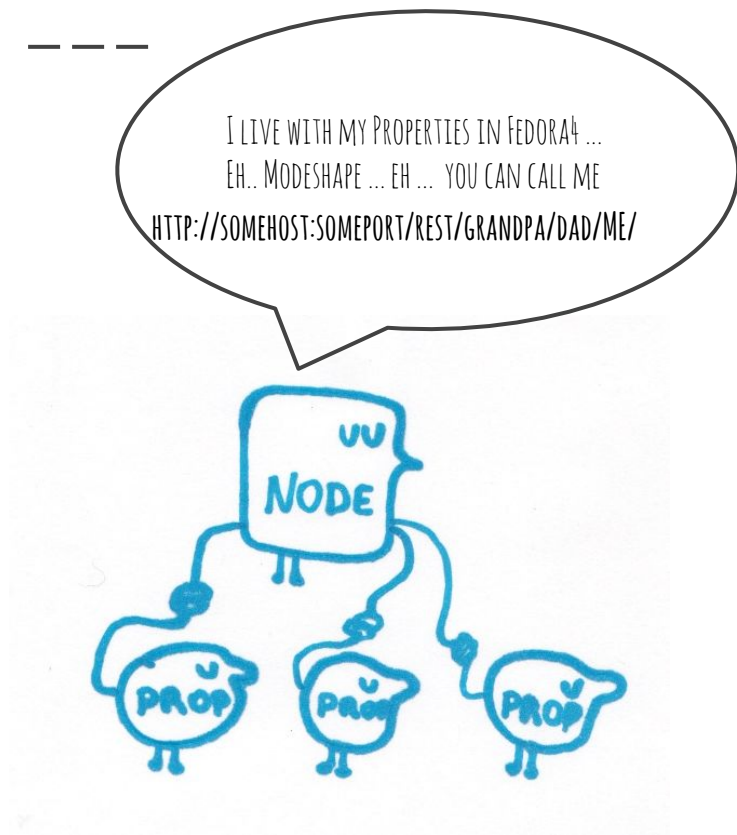 I LIVE WITH MY PROPERTIES IN FEDORA4 ...
EH.. MODESHAPE ... EH ... YOU CAN CALL ME
HTTP://SOMEHOST:SOMEPORT/REST/GRANDPA/DAD/ME/
NODE
PROP PROP PROP